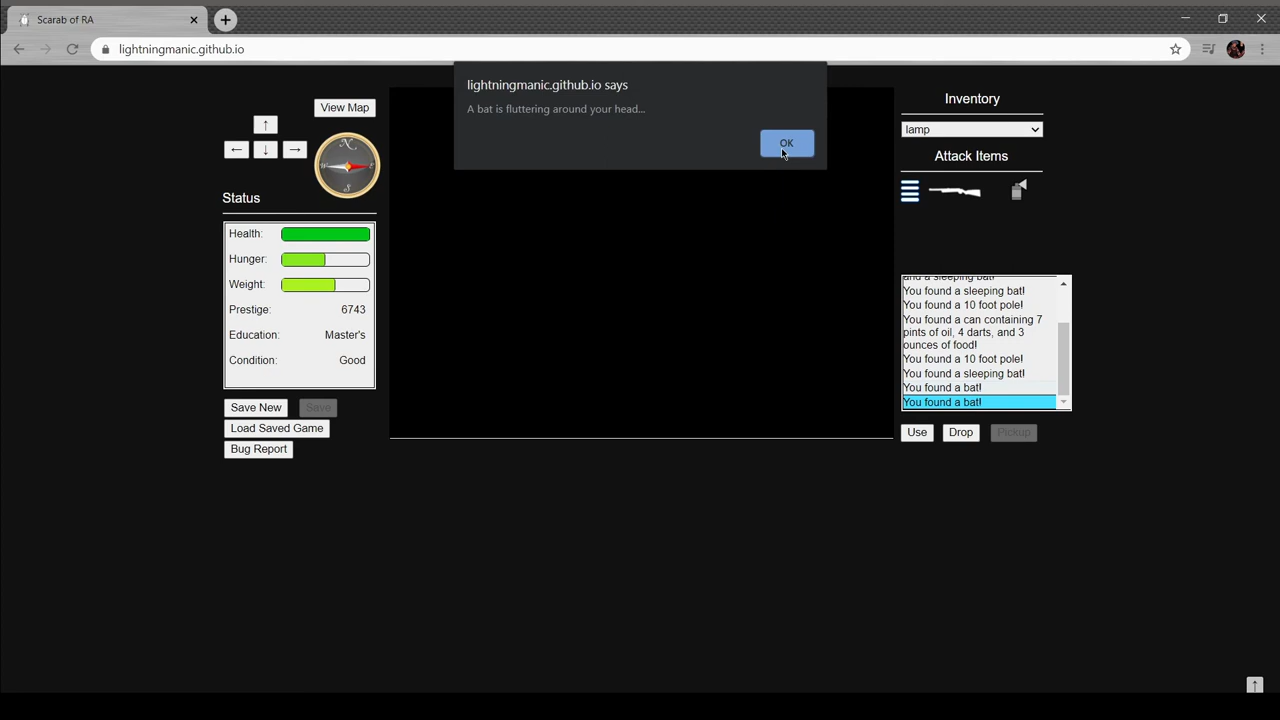 Scarab of RA
lightningmanic.github.io
lightningmanic.github.io says
A bat is fluttering around your head...
OK
View Map
↑
← ↓ →
N
W E
S
Status
Health:
Hunger:
Weight:
Prestige: 6743
Education: Master's
Condition: Good
Save New
Save
Load Saved Game
Bug Report
Inventory
lamp
Attack Items
and a sleeping bat!
You found a sleeping bat!
You found a 10 foot pole!
You found a can containing 7
pints of oil, 4 darts, and 3
ounces of food!
You found a 10 foot pole!
You found a sleeping bat!
You found a bat!
You found a bat!
Use
Drop
Pickup
↑